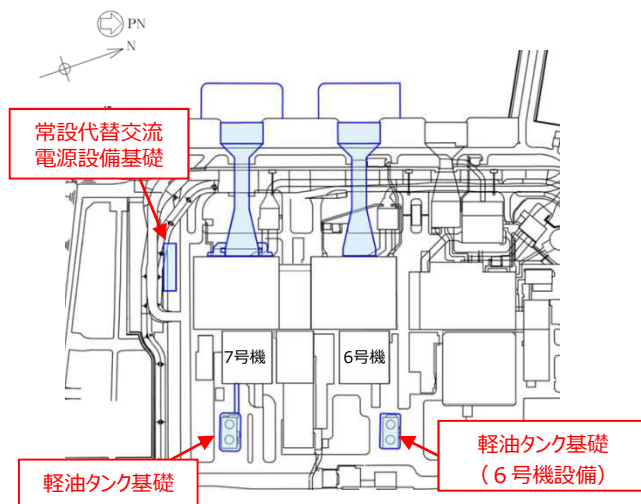 PN
N
常設代替交流
電源設備基礎
7号機
6号機
軽油タンク基礎
軽油タンク基礎
（６号機設備）